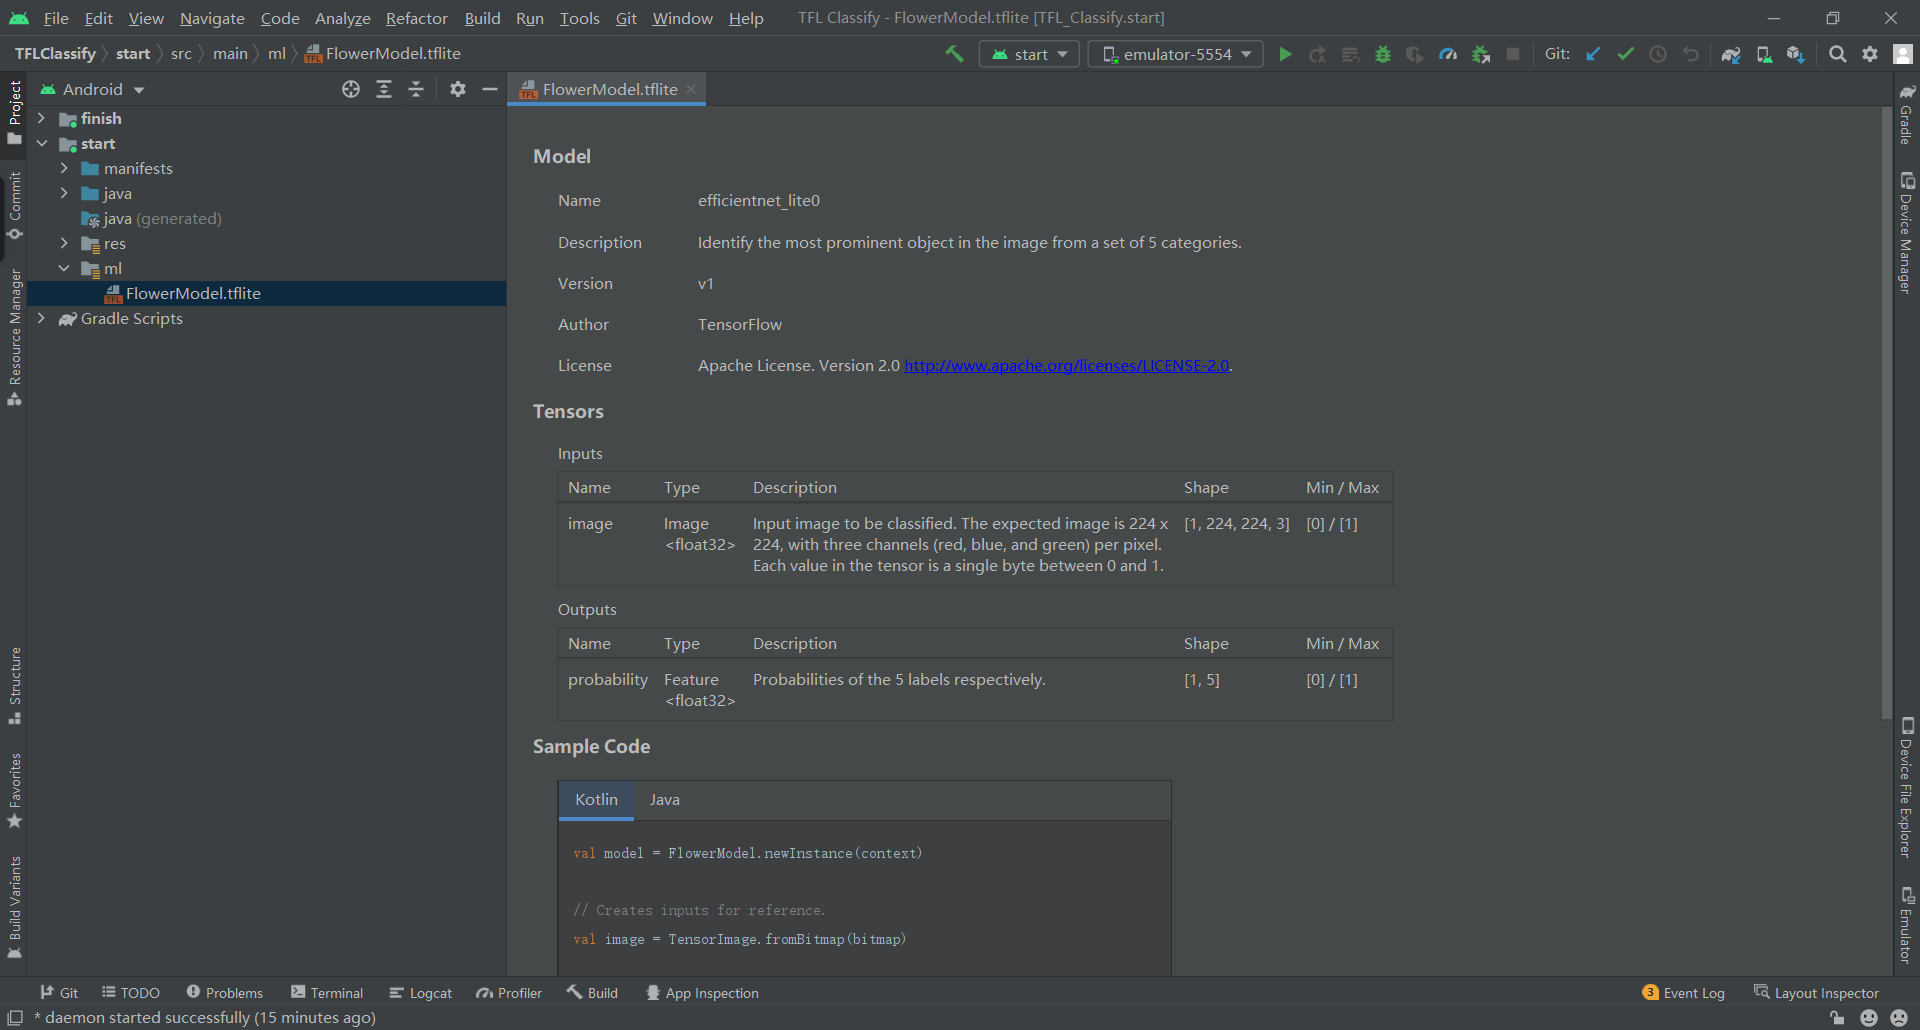 File Edit View Navigate Code Analyze Refactor Build Run Tools Git Window Help TFL Classify - FlowerModel.tflite [TFL_Classify.start]
TFLClassify start src main ml FlowerModel.tflite start emulator-5554 Git:
Project
Commit
Resource Manager
Structure
Favorites
Build Variants
Android
finish
start
manifests
java
java (generated)
res
ml
FlowerModel.tflite
Gradle Scripts
FlowerModel.tflite
Model
Name efficientnet_lite0
Description Identify the most prominent object in the image from a set of 5 categories.
Version v1
Author TensorFlow
License Apache License. Version 2.0 http://www.apache.org/licenses/LICENSE-2.0.
Tensors
Inputs
Name Type Description Shape Min / Max
image Image Input image to be classified. The expected image is 224 x [1, 224, 224, 3] [0] / [1]
<float32> 224, with three channels (red, blue, and green) per pixel.
Each value in the tensor is a single byte between 0 and 1.
Outputs
Name Type Description Shape Min / Max
probability Feature Probabilities of the 5 labels respectively. [1, 5] [0] / [1]
<float32>
Sample Code
Kotlin Java
val model = FlowerModel.newInstance(context)
// Creates inputs for reference.
val image = TensorImage.fromBitmap(bitmap)
Gradle
Device Manager
Device File Explorer
Emulator
Git TODO Problems Terminal Logcat Profiler Build App Inspection 3 Event Log Layout Inspector
* daemon started successfully (15 minutes ago)